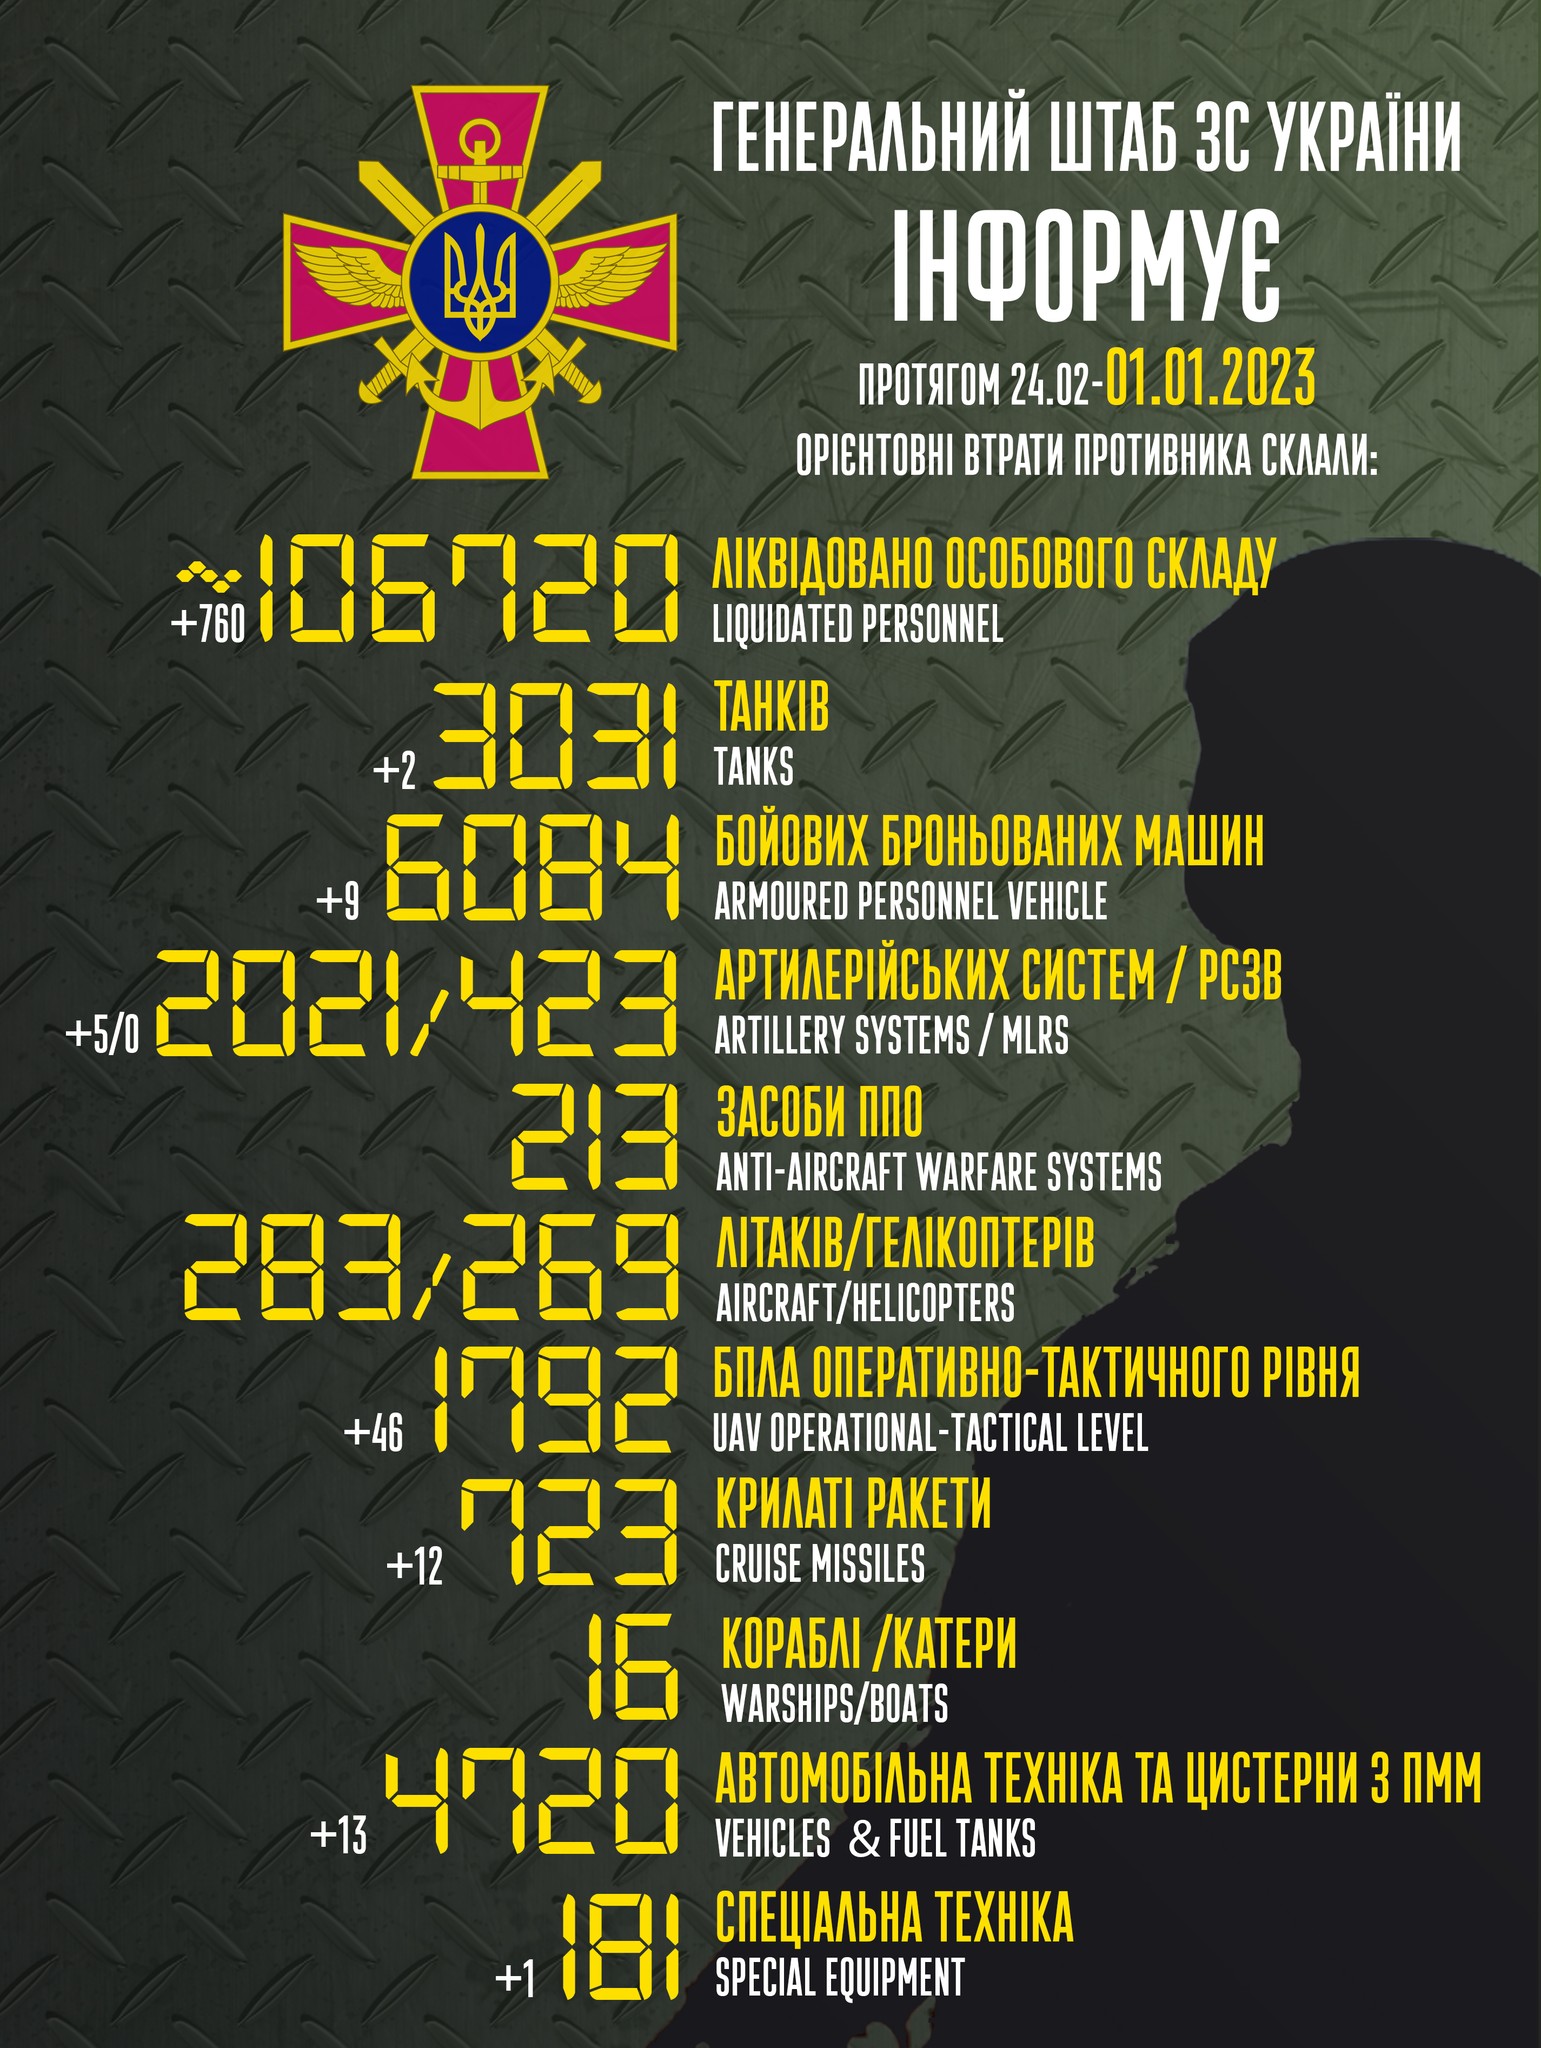 ГЕНЕРАЛЬНИЙ ШТАБ ЗС УКРАЇНИ
ІНФОРМУЄ
ПРОТЯГОМ 24.02-01.01.2023
ОРІЄНТОВНІ ВТРАТИ ПРОТИВНИКА СКЛАЛИ:
+760 ~106720 ЛІКВІДОВАНО ОСОБОВОГО СКЛАДУ
LIQUIDATED PERSONNEL
+2 3031 ТАНКІВ
TANKS
+9 6084 БОЙОВИХ БРОНЬОВАНИХ МАШИН
ARMOURED PERSONNEL VEHICLE
+5/0 2021/423 АРТИЛЕРІЙСЬКИХ СИСТЕМ / РСЗВ
ARTILLERY SYSTEMS / MLRS
213 ЗАСОБИ ППО
ANTI-AIRCRAFT WARFARE SYSTEMS
283/269 ЛІТАКІВ/ГЕЛІКОПТЕРІВ
AIRCRAFT/HELICOPTERS
+46 1792 БПЛА ОПЕРАТИВНО-ТАКТИЧНОГО РІВНЯ
UAV OPERATIONAL-TACTICAL LEVEL
+12 723 КРИЛАТІ РАКЕТИ
CRUISE MISSILES
16 КОРАБЛІ /КАТЕРИ
WARSHIPS/BOATS
+13 4720 АВТОМОБІЛЬНА ТЕХНІКА ТА ЦИСТЕРНИ З ПММ
VEHICLES & FUEL TANKS
+1 181 СПЕЦІАЛЬНА ТЕХНІКА
SPECIAL EQUIPMENT